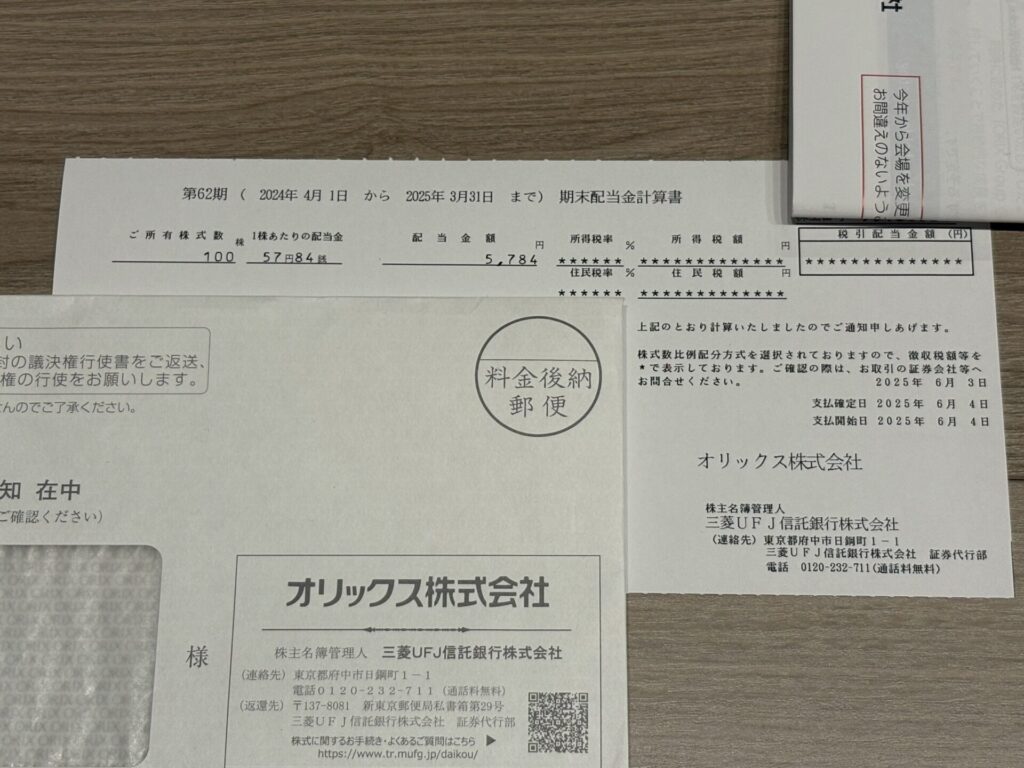 今年から会場を変更
お間違えのないよう
第62期 ( 2024年 4月 1日 から 2025年 3月31日 まで) 期末配当金計算書
ご所有株式数 1株あたりの配当金 配当金額 所得税率 所得税額 税引配当金額 (円)
100 株 57円84銭 5,784 円 ****** % ************* 円 *************
住民税率 % 住民税額 円
****** *************
上記のとおり計算いたしましたのでご通知申しあげます。
株式数比例配分方式を選択されておりますので、徴収税額等を
*で表示しております。ご確認の際は、お取引の証券会社等へ
お問合せください。
2025年 6月 3日
支払確定日 2025年 6月 4日
支払開始日 2025年 6月 4日
オリックス株式会社
株主名簿管理人
三菱UFJ信託銀行株式会社
(連絡先) 東京都府中市日鋼町1-1
三菱UFJ信託銀行株式会社 証券代行部
電話 0120-232-711(通話料無料)
い
封の議決権行使書をご返送、
権の行使をお願いします。
せんのでご了承ください。
料金後納
郵便
知 在中
ご確認ください)
様
オリックス株式会社
株主名簿管理人 三菱UFJ信託銀行株式会社
(連絡先) 東京都府中市日鋼町1-1
電話0120-232-711(通話料無料)
(返還先) 〒137-8081 新東京郵便局私書箱第29号
三菱UFJ信託銀行株式会社 証券代行部
株式に関するお手続き・よくあるご質問はこちら ▶
https://www.tr.mufg.jp/daikou/